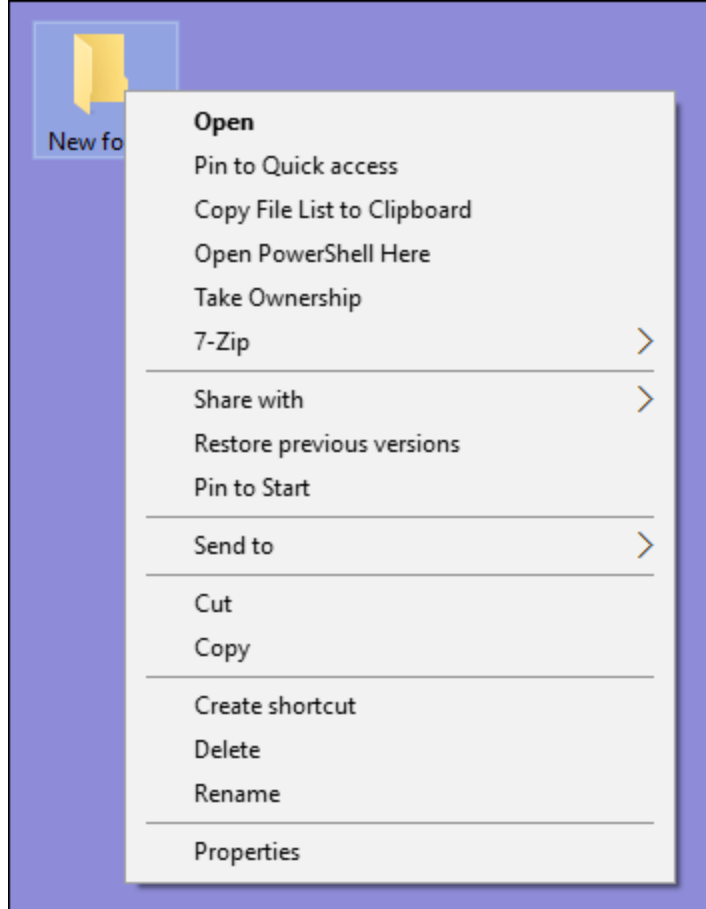 New fo
Open
Pin to Quick access
Copy File List to Clipboard
Open PowerShell Here
Take Ownership
7-Zip
Share with
Restore previous versions
Pin to Start
Send to
Cut
Copy
Create shortcut
Delete
Rename
Properties